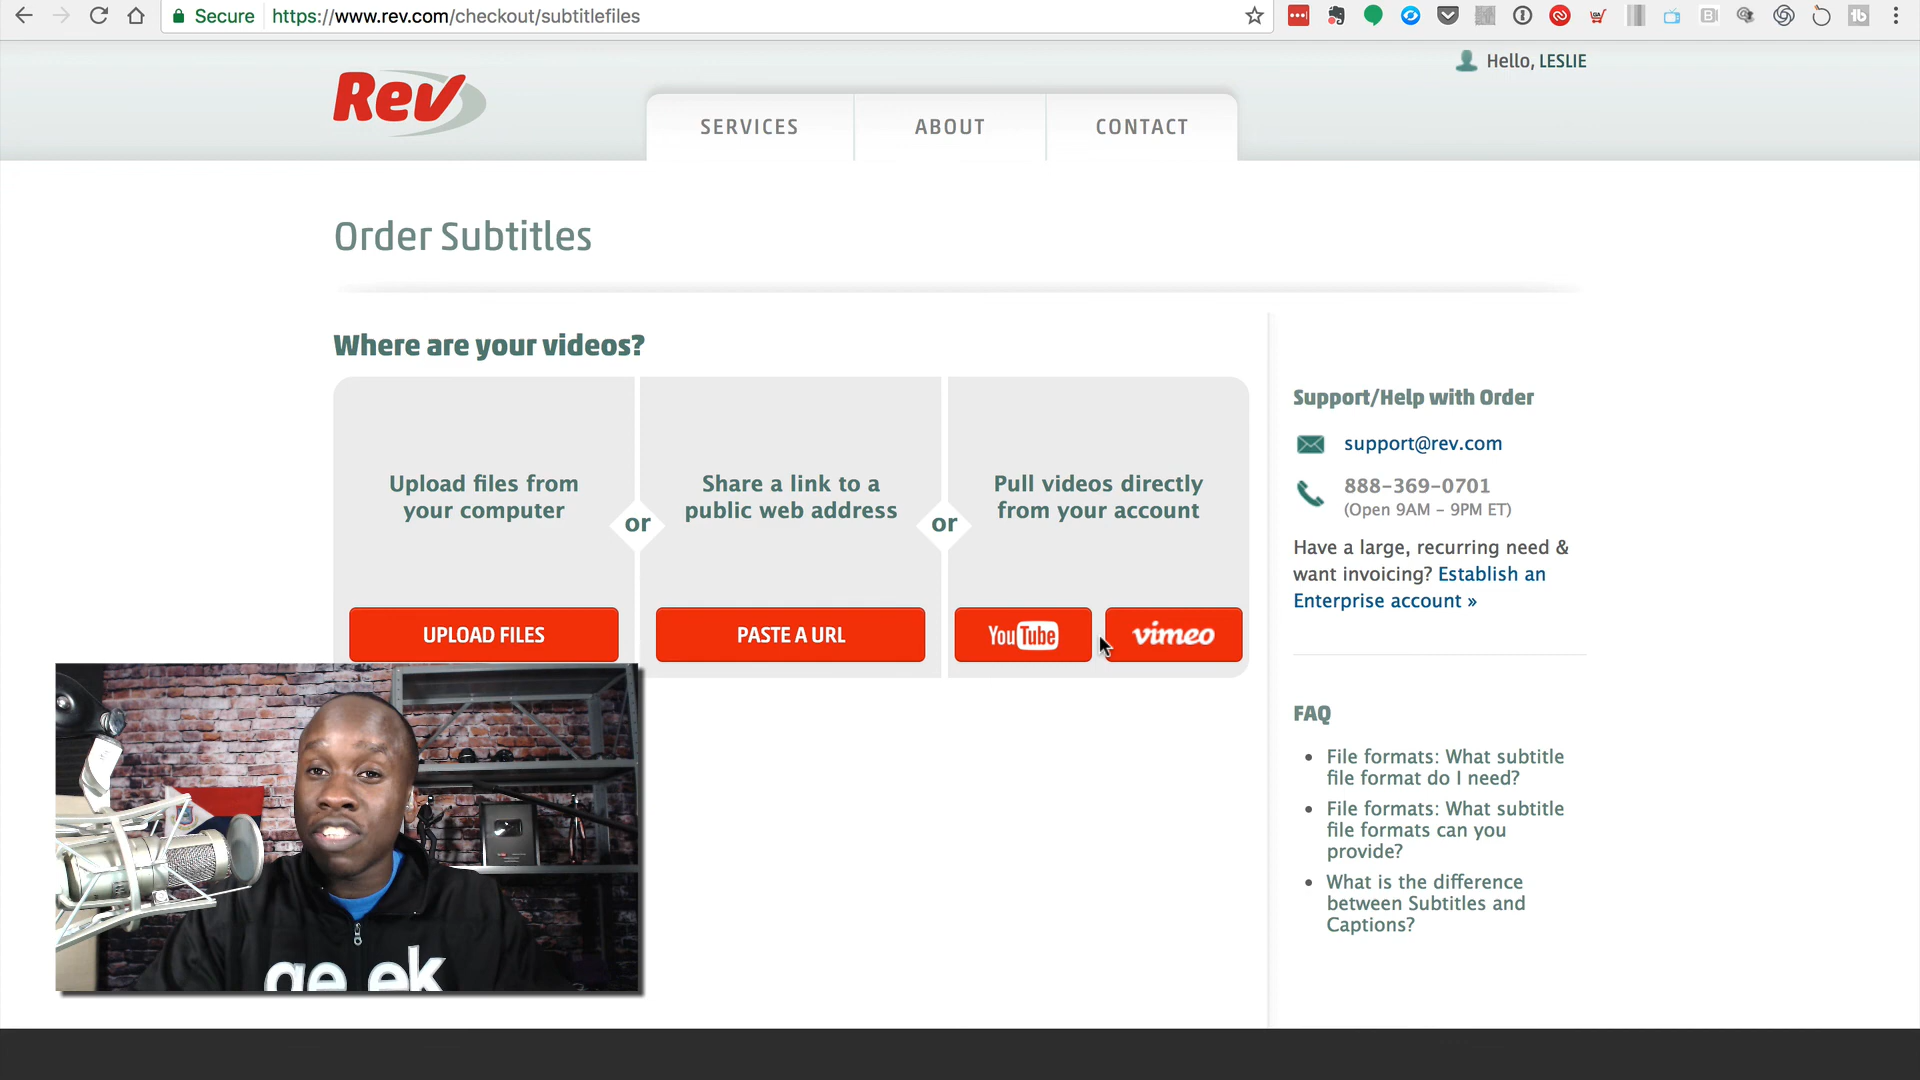 Secure
https://www.rev.com/checkout/subtitlefiles
Hello, LESLIE
Rev
SERVICES
ABOUT
CONTACT
Order Subtitles
Where are your videos?
Upload files from
your computer
UPLOAD FILES
or
Share a link to a
public web address
PASTE A URL
or
Pull videos directly
from your account
YouTube
vimeo
Support/Help with Order
support@rev.com
888-369-0701
(Open 9AM – 9PM ET)
Have a large, recurring need &
want invoicing? Establish an
Enterprise account »
FAQ
• File formats: What subtitle
file format do I need?
• File formats: What subtitle
file formats can you
provide?
• What is the difference
between Subtitles and
Captions?
geek